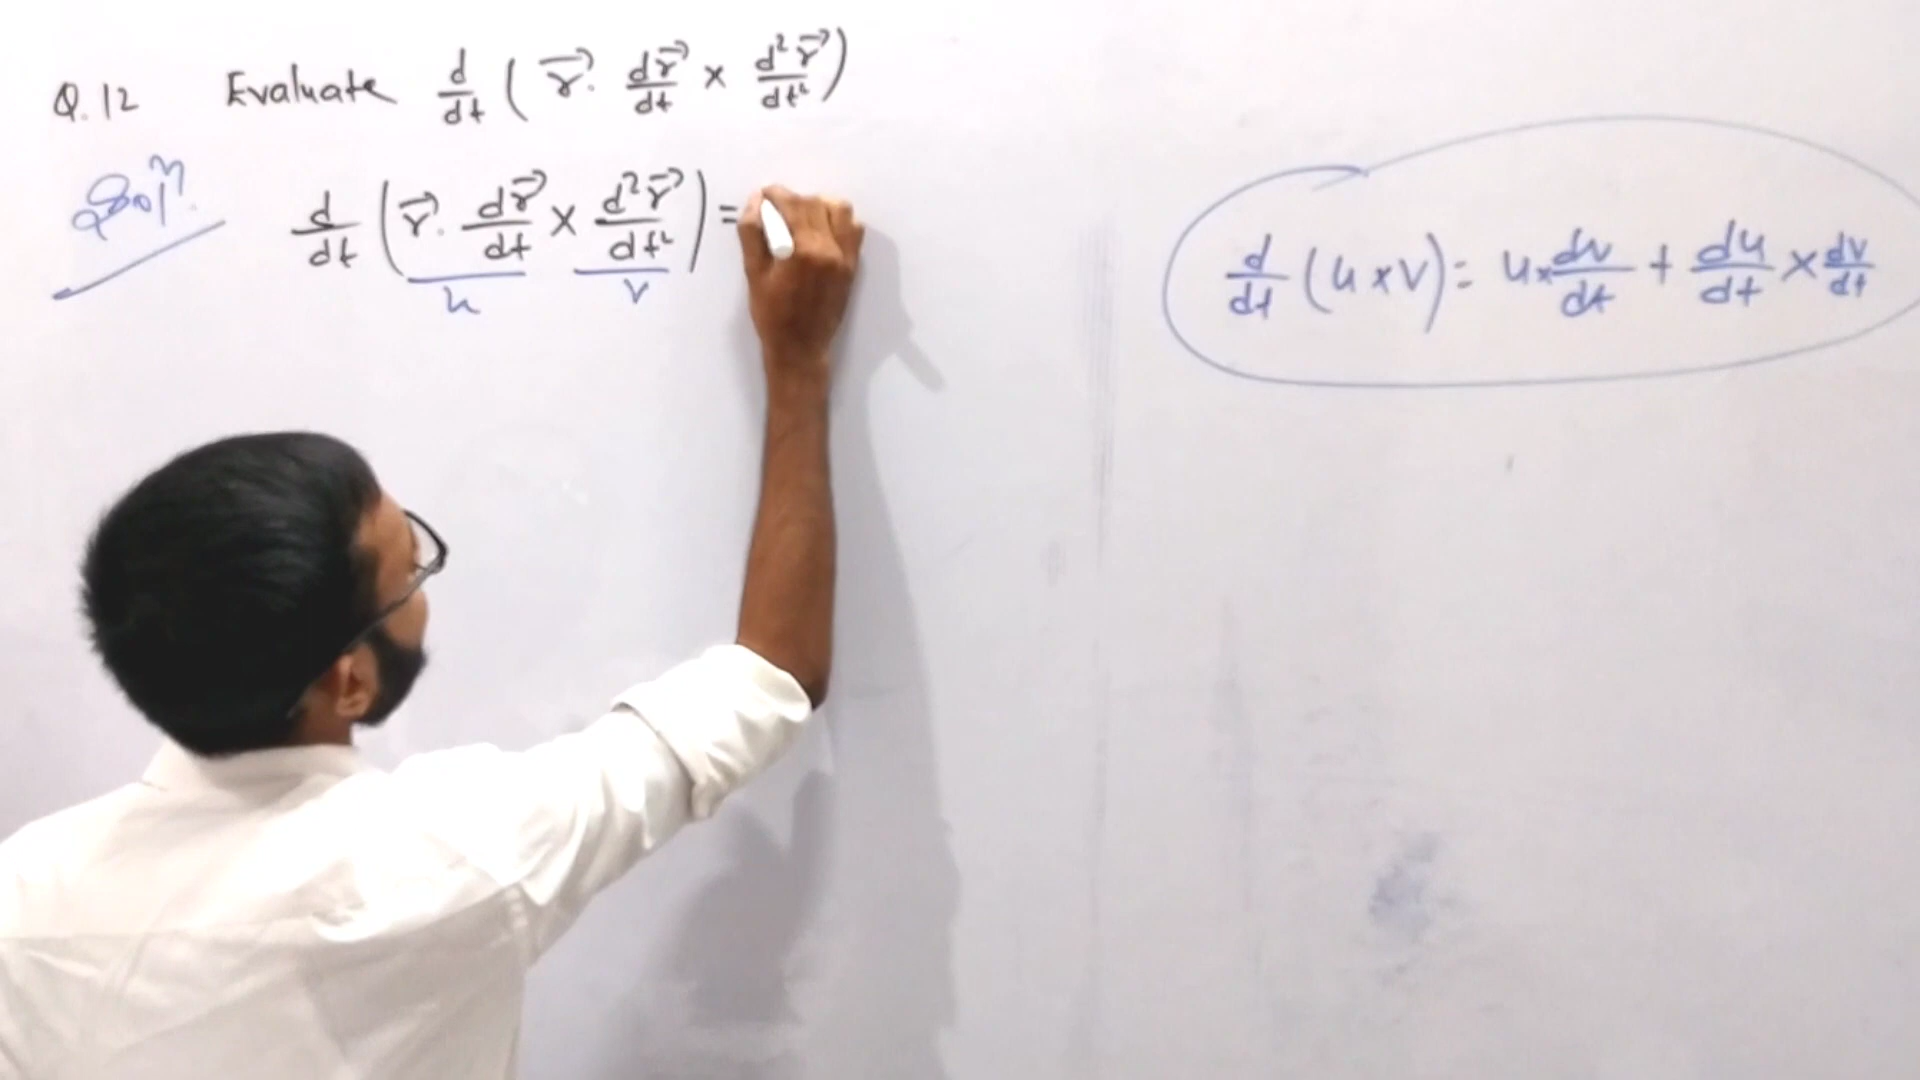 Q.12 Evaluate d/dt ( r⃗ . dr⃗/dt × d²r⃗/dt² )
Solⁿ.
d/dt ( r⃗ . dr⃗/dt × d²r⃗/dt² ) =
u v
d/dt (u × v) = u × dv/dt + du/dt × dv/dt